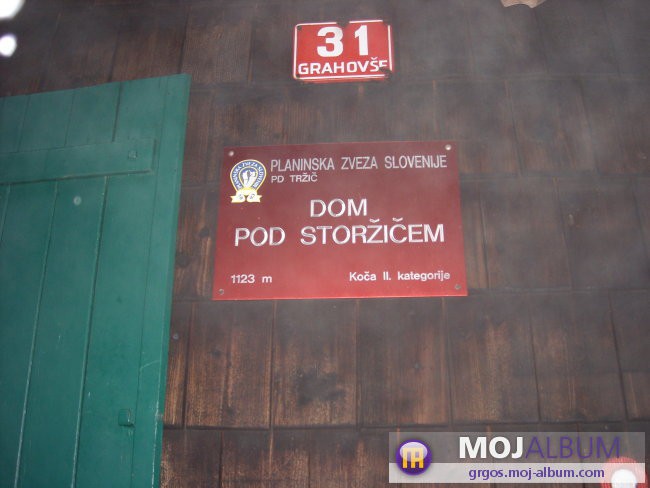 31
GRAHOVŠE
PLANINSKA ZVEZA SLOVENIJE
PD TRŽIČ
DOM
POD STORŽIČEM
1123 m
Koča II. kategorije
MOJALBUM
grgos.moj-album.com